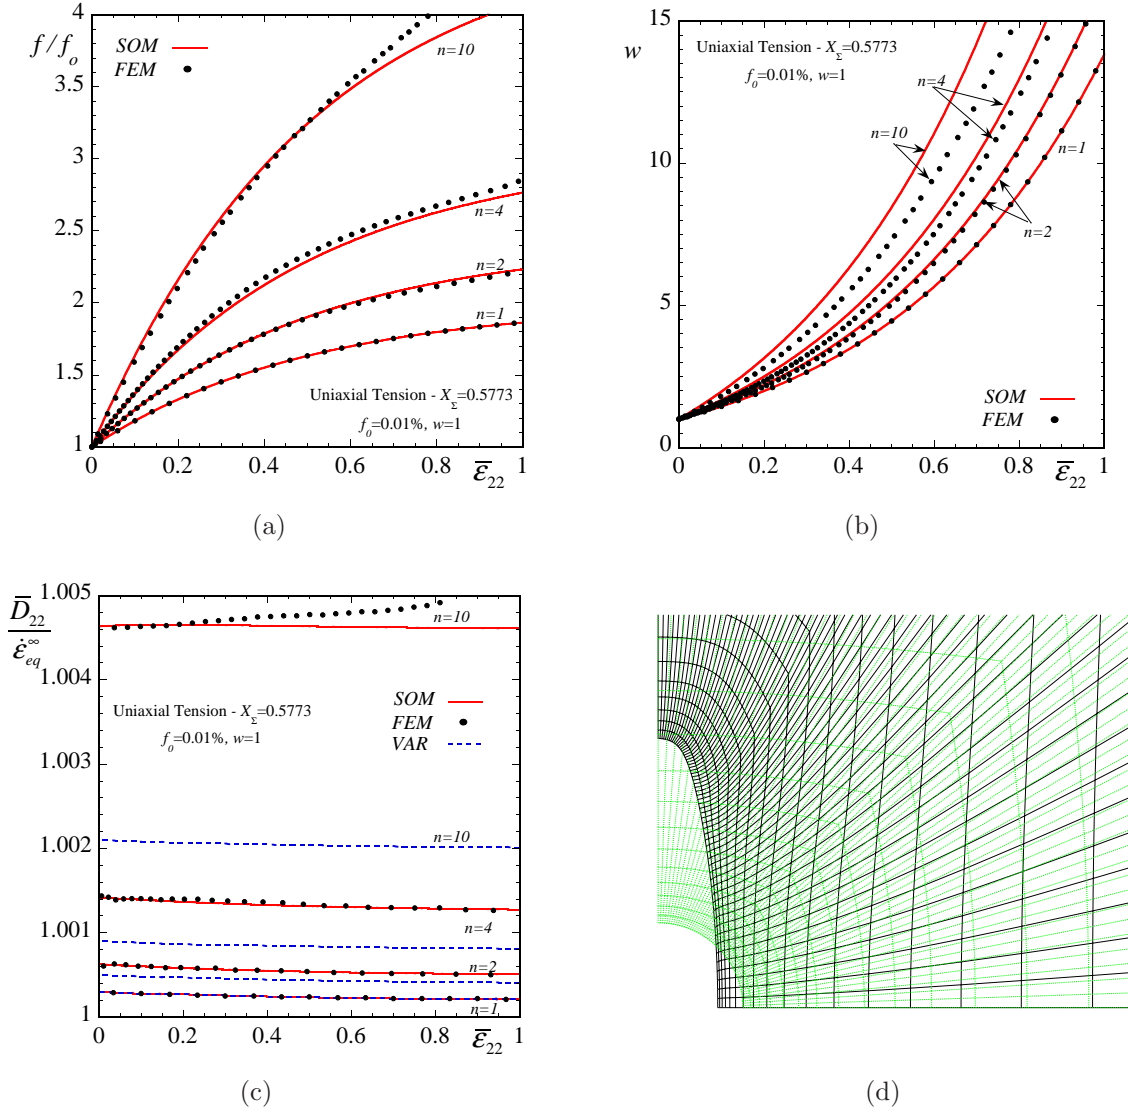 4
f/f_o
SOM
FEM
n=10
3.5
3
n=4
2.5
n=2
2
n=1
1.5
Uniaxial Tension - X_Σ=0.5773
f_0=0.01%, w=1
1
0 0.2 0.4 0.6 0.8 1
ε̅_22
(a)
15
w
Uniaxial Tension - X_Σ=0.5773
f_0=0.01%, w=1
n=4
n=10
10
n=1
n=2
5
SOM
FEM
0
0 0.2 0.4 0.6 0.8 1
ε̅_22
(b)
1.005
D̅_22
ε̇_eq^∞
n=10
1.004
Uniaxial Tension - X_Σ=0.5773
f_0=0.01%, w=1
SOM
FEM
VAR
1.003
n=10
1.002
n=4
1.001
n=2
n=1
1
0 0.2 0.4 0.6 0.8 1
ε̅_22
(c)
(d)